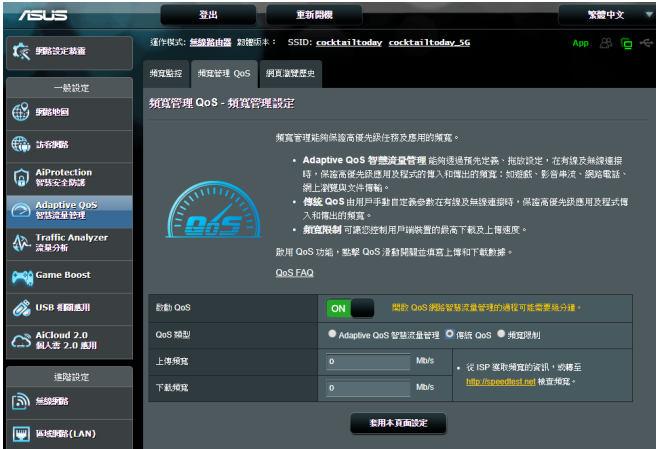 ASUS 登出 重新開機 繁體中文
運作模式: 無線路由器 韌體版本: SSID: cocktailtoday cocktailtoday_5G App
網路設定精靈
頻寬監控 頻寬管理 QoS 網頁瀏覽歷史
一般設定
頻寬管理 QoS - 頻寬管理設定
網路地圖
訪客網路
AiProtection
智慧安全防護
Adaptive QoS
智慧流量管理
Traffic Analyzer
流量分析
Game Boost
USB 相關應用
AiCloud 2.0
個人雲 2.0 應用
進階設定
無線網路
區域網路(LAN)
QoS
頻寬管理能夠保證高優先級任務及應用的頻寬。
• Adaptive QoS 智慧流量管理 能夠透過預先定義、拖放設定,在有線及無線連接
時,保證高優先級應用及程式的傳入和傳出的頻寬;如遊戲、影音串流、網路電話、
網上瀏覽與文件傳輸。
• 傳統 QoS 由用戶手動自定義參數在有線及無線連接時,保證高優先級應用及程式傳
入和傳出的頻寬。
• 頻寬限制 可讓您控制用戶端裝置的最高下載及上傳速度。
啟用 QoS 功能,點擊 QoS 滑動開關並填寫上傳和下載數據。
QoS FAQ
啟動 QoS ON 開啟 QoS 網路智慧流量管理的過程可能需要幾分鐘。
QoS 類型 Adaptive QoS 智慧流量管理 傳統 QoS 頻寬限制
上傳頻寬 0 Mb/s
下載頻寬 0 Mb/s
• 從 ISP 獲取頻寬的資訊,或轉至
http://speedtest.net 檢查頻寬。
套用本頁面設定